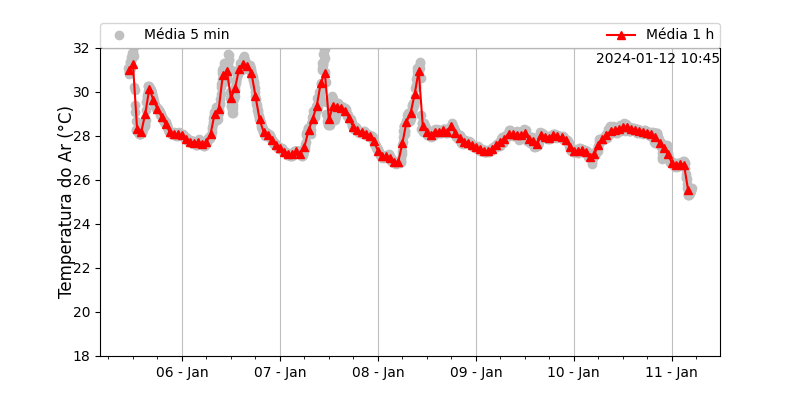 Média 5 min
Média 1 h
2024-01-12 10:45
Temperatura do Ar (°C)
32
30
28
26
24
22
20
18
06 - Jan
07 - Jan
08 - Jan
09 - Jan
10 - Jan
11 - Jan